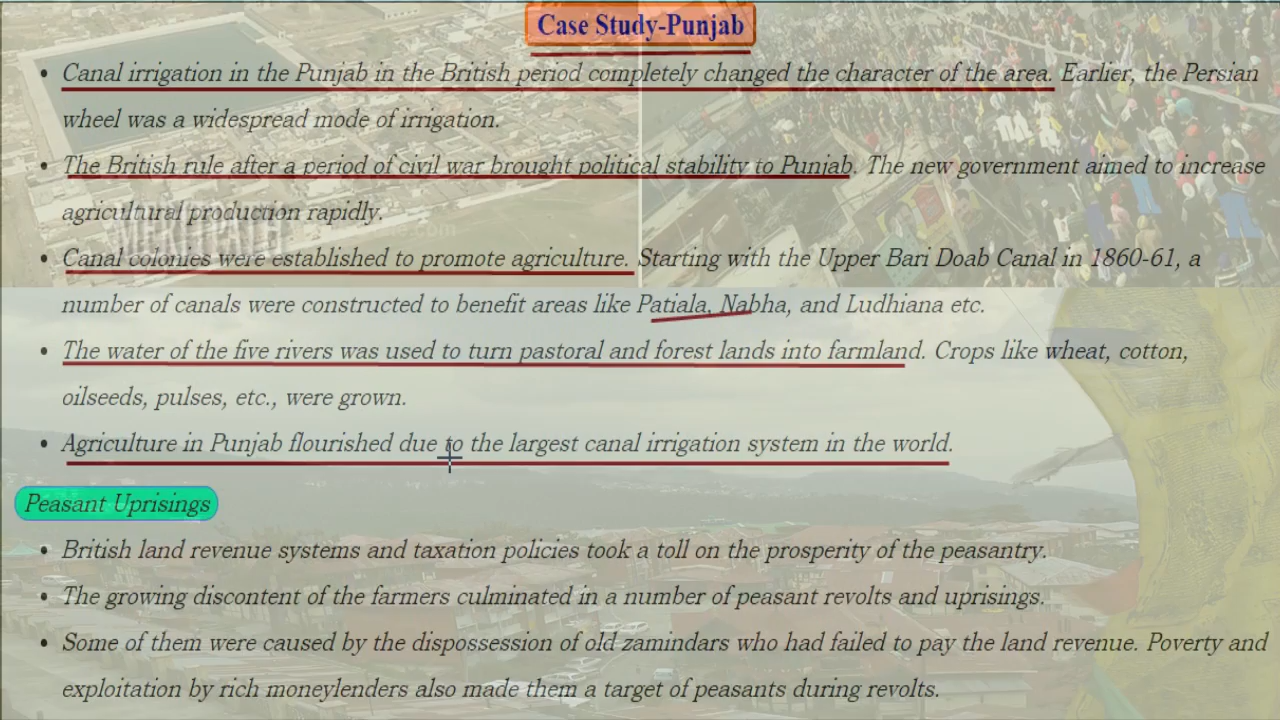 Case Study-Punjab
• Canal irrigation in the Punjab in the British period completely changed the character of the area. Earlier, the Persian
wheel was a widespread mode of irrigation.
• The British rule after a period of civil war brought political stability to Punjab. The new government aimed to increase
agricultural production rapidly.
• Canal colonies were established to promote agriculture. Starting with the Upper Bari Doab Canal in 1860-61, a
number of canals were constructed to benefit areas like Patiala, Nabha, and Ludhiana etc.
• The water of the five rivers was used to turn pastoral and forest lands into farmland. Crops like wheat, cotton,
oilseeds, pulses, etc., were grown.
• Agriculture in Punjab flourished due to the largest canal irrigation system in the world.
Peasant Uprisings
• British land revenue systems and taxation policies took a toll on the prosperity of the peasantry.
• The growing discontent of the farmers culminated in a number of peasant revolts and uprisings.
• Some of them were caused by the dispossession of old zamindars who had failed to pay the land revenue. Poverty and
exploitation by rich moneylenders also made them a target of peasants during revolts.